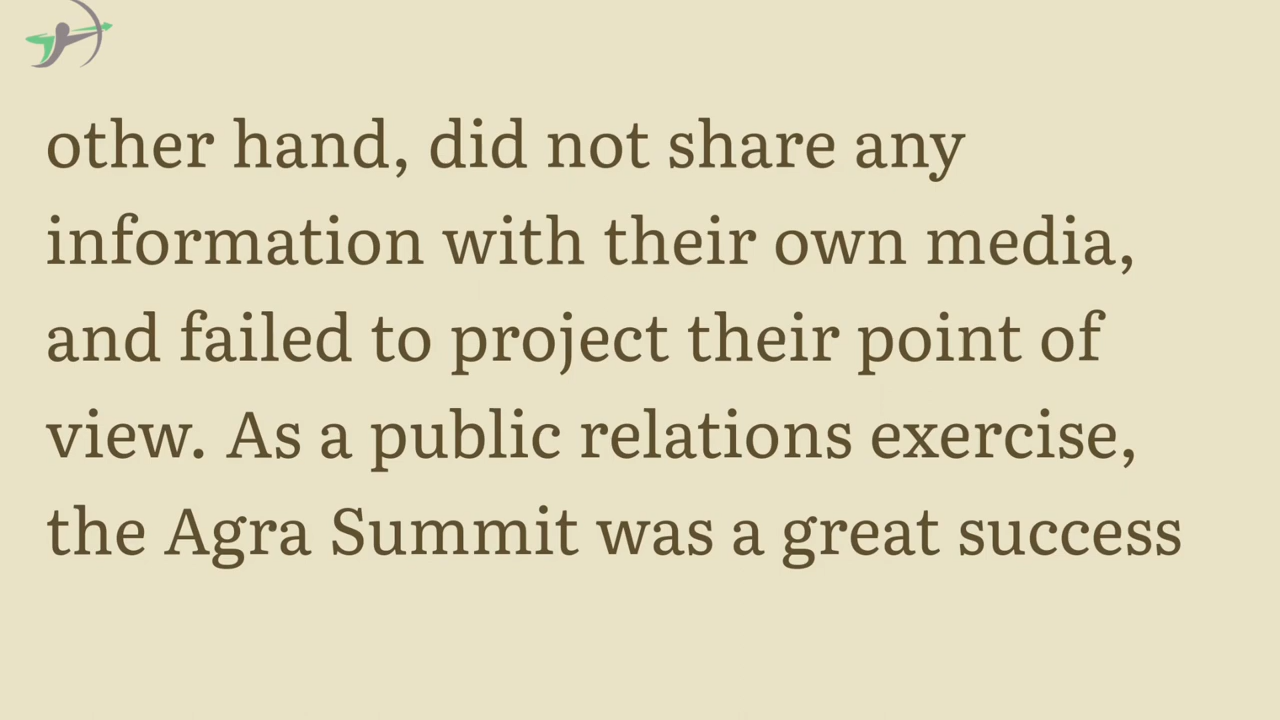 other hand, did not share any
information with their own media,
and failed to project their point of
view. As a public relations exercise,
the Agra Summit was a great success